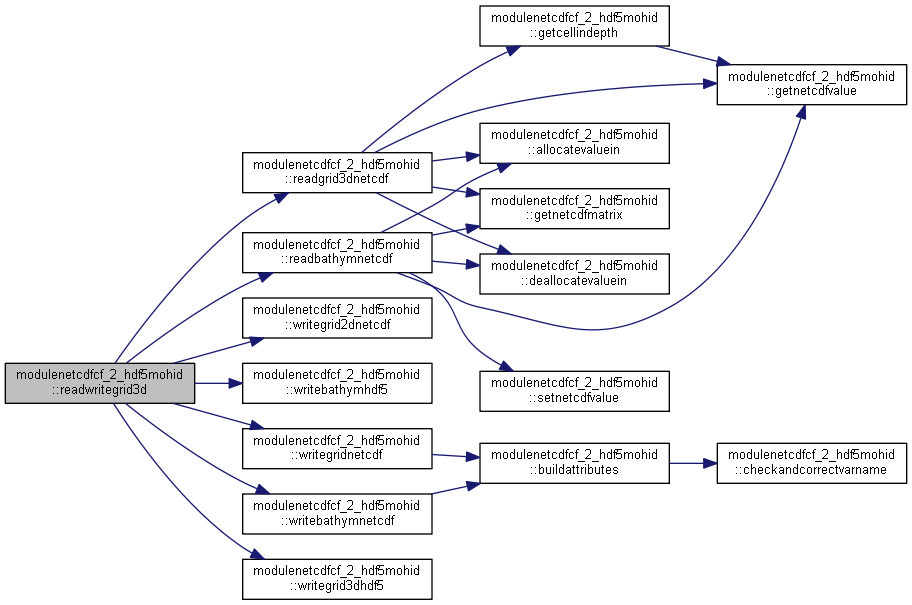 modulenetcdfcf_2_hdf5mohid
::getcellindepth
modulenetcdfcf_2_hdf5mohid
::getnetcdfvalue
modulenetcdfcf_2_hdf5mohid
::allocatevaluein
modulenetcdfcf_2_hdf5mohid
::readgrid3dnetcdf
modulenetcdfcf_2_hdf5mohid
::getnetcdfmatrix
modulenetcdfcf_2_hdf5mohid
::readbathymnetcdf
modulenetcdfcf_2_hdf5mohid
::deallocatevaluein
modulenetcdfcf_2_hdf5mohid
::writegrid2dnetcdf
modulenetcdfcf_2_hdf5mohid
::readwritegrid3d
modulenetcdfcf_2_hdf5mohid
::writebathymhdf5
modulenetcdfcf_2_hdf5mohid
::setnetcdfvalue
modulenetcdfcf_2_hdf5mohid
::writegridnetcdf
modulenetcdfcf_2_hdf5mohid
::buildattributes
modulenetcdfcf_2_hdf5mohid
::checkandcorrectvarname
modulenetcdfcf_2_hdf5mohid
::writebathymnetcdf
modulenetcdfcf_2_hdf5mohid
::writegrid3dhdf5